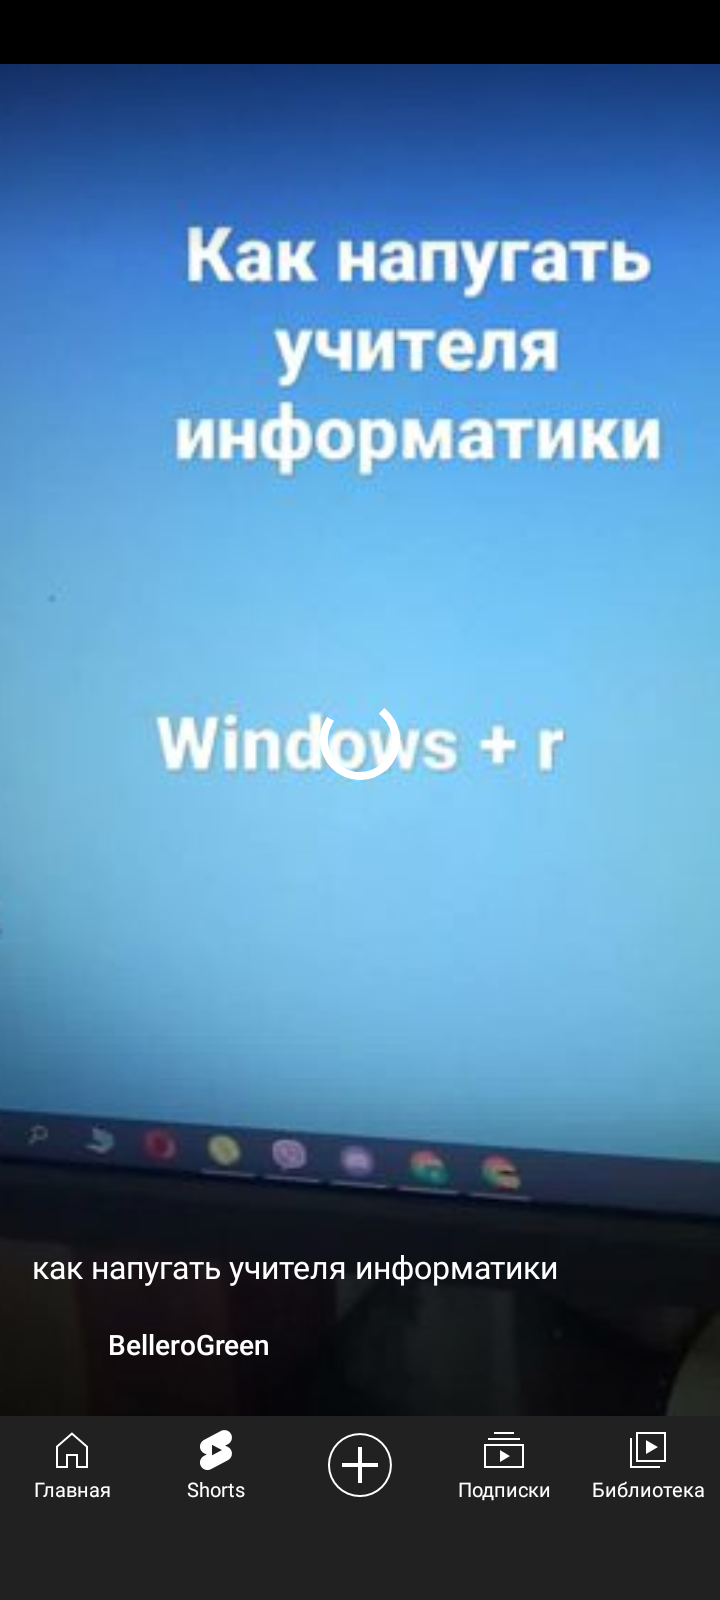 Как напугать
учителя
информатики
Windows + r
как напугать учителя информатики
BelleroGreen
Главная
Shorts
Подписки
Библиотека